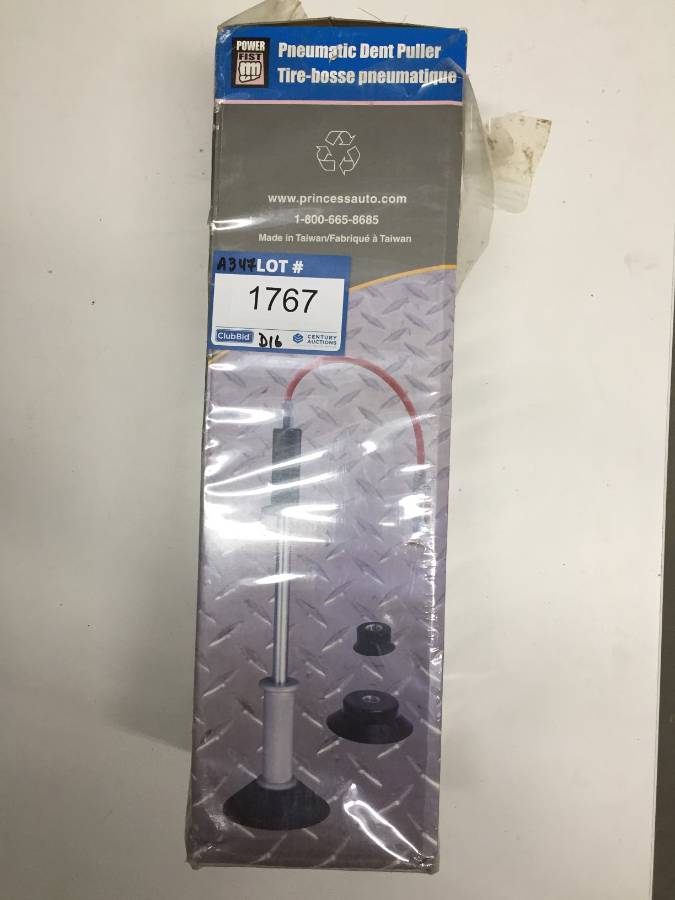 POWER
FIST
Pneumatic Dent Puller
Tire-bosse pneumatique
www.princessauto.com
1-800-665-8685
Made in Taiwan/Fabriqué à Taiwan
A347 LOT #
1767
ClubBid D16 CENTURY
AUCTIONS